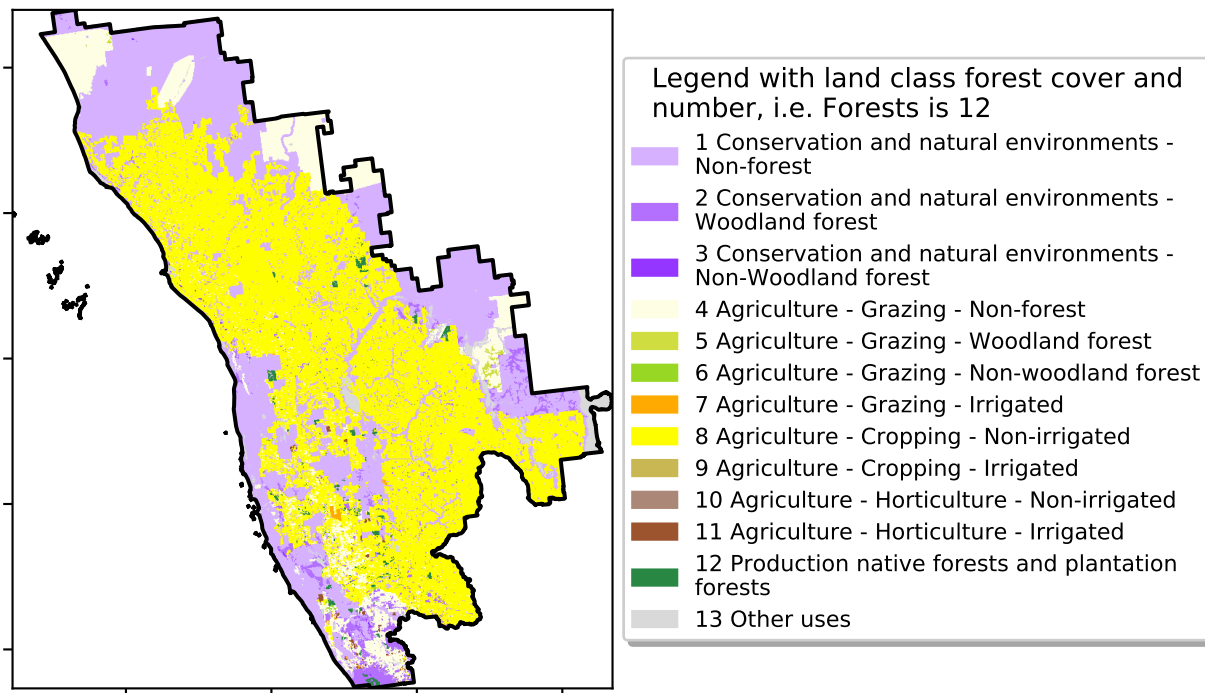 Legend with land class forest cover and
number, i.e. Forests is 12
1 Conservation and natural environments -
Non-forest
2 Conservation and natural environments -
Woodland forest
3 Conservation and natural environments -
Non-Woodland forest
4 Agriculture - Grazing - Non-forest
5 Agriculture - Grazing - Woodland forest
6 Agriculture - Grazing - Non-woodland forest
7 Agriculture - Grazing - Irrigated
8 Agriculture - Cropping - Non-irrigated
9 Agriculture - Cropping - Irrigated
10 Agriculture - Horticulture - Non-irrigated
11 Agriculture - Horticulture - Irrigated
12 Production native forests and plantation
forests
13 Other uses